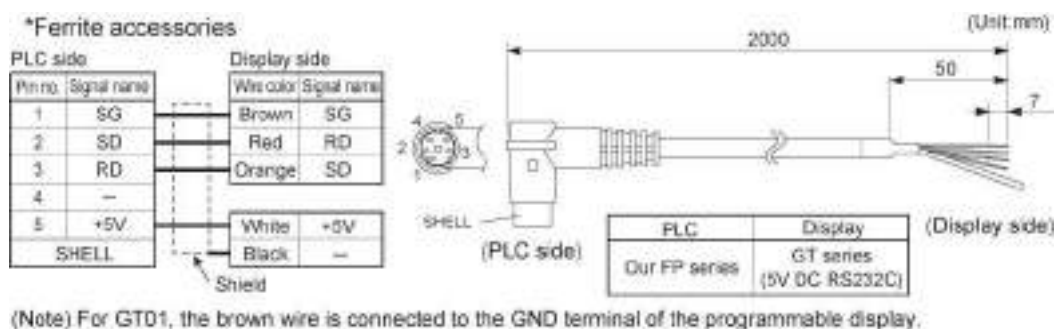 *Ferrite accessories
(Unit:mm)
PLC side
Display side
Pin no. Signal name
Wire color Signal name
1 SG
Brown SG
2 SD
Red RD
3 RD
Orange SD
4 –
5 +5V
White +5V
SHELL
Black –
Shield
2000
50
7
4
5
2
3
1
SHELL
(PLC side)
(Display side)
PLC Display
Our FP series GT series
(5V DC RS232C)
(Note) For GT01, the brown wire is connected to the GND terminal of the programmable display.